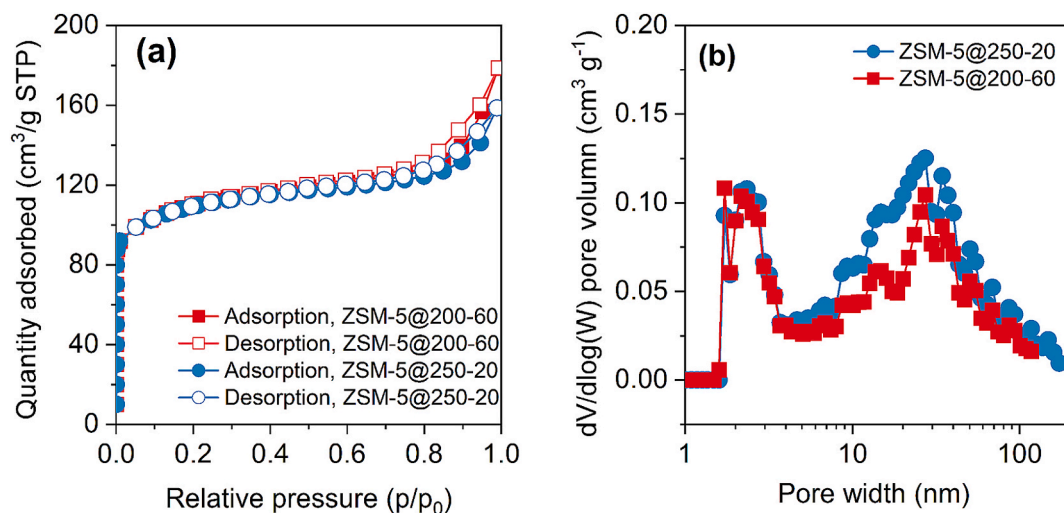 (a)
Quantity adsorbed (cm³/g STP)
200
160
120
80
40
0
Adsorption, ZSM-5@200-60
Desorption, ZSM-5@200-60
Adsorption, ZSM-5@250-20
Desorption, ZSM-5@250-20
0.0 0.2 0.4 0.6 0.8 1.0
Relative pressure (p/p₀)
(b)
dV/dlog(W) pore volumn (cm³ g⁻¹)
0.20
0.15
0.10
0.05
0.00
ZSM-5@250-20
ZSM-5@200-60
1 10 100
Pore width (nm)